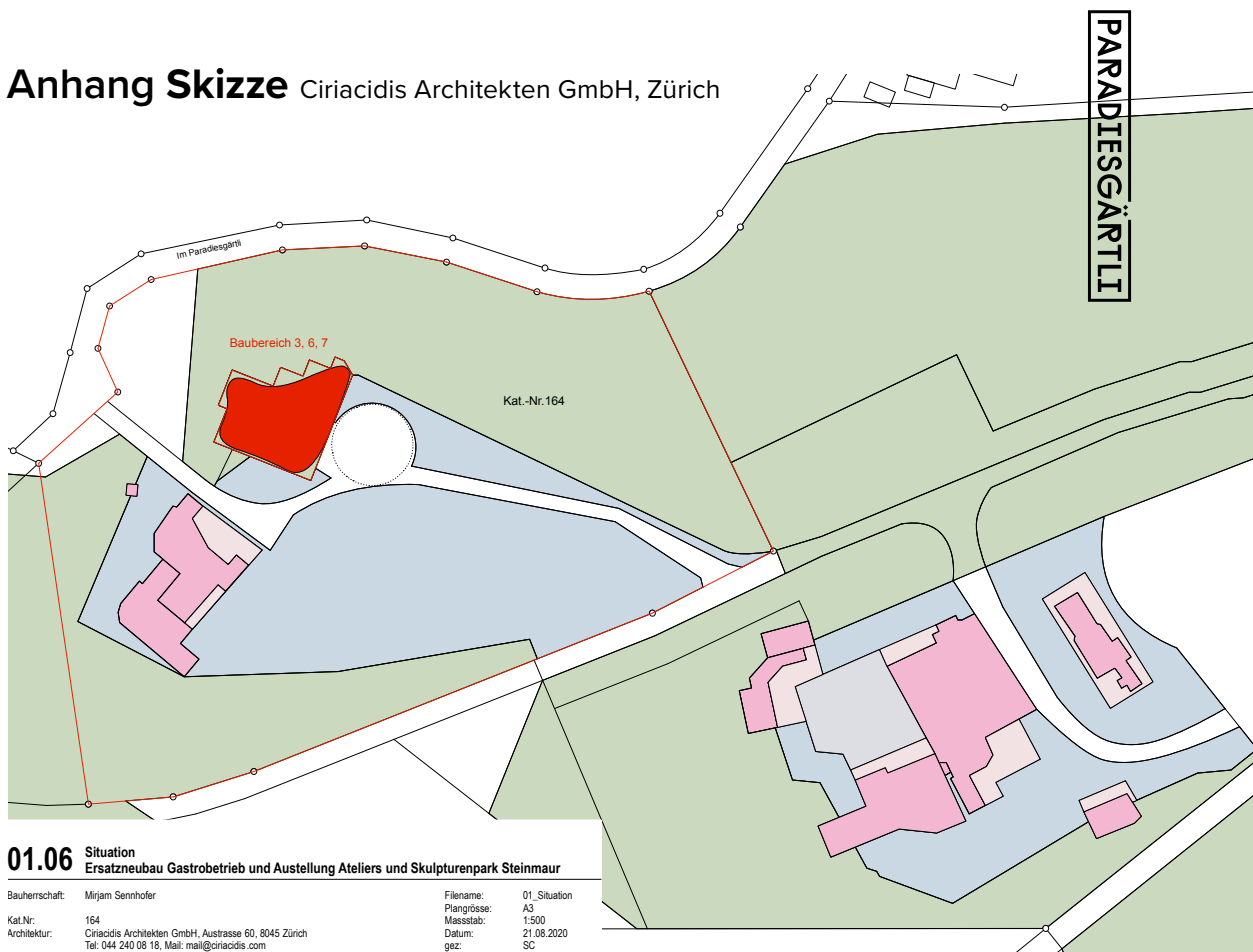 Anhang Skizze Ciriacidis Architekten GmbH, Zürich
PARADIESGÄRTLI
Im Paradiesgärtli
Baubereich 3, 6, 7
Kat.-Nr.164
01.06 Situation
Ersatzneubau Gastrobetrieb und Austellung Ateliers und Skulpturenpark Steinmaur
Bauherrschaft: Mirjam Sennhofer
Kat.Nr: 164
Architektur: Ciriacidis Architekten GmbH, Austrasse 60, 8045 Zürich
Tel: 044 240 08 18, Mail: mail@ciriacidis.com
Filename: 01_Situation
Plangrösse: A3
Massstab: 1:500
Datum: 21.08.2020
gez: SC